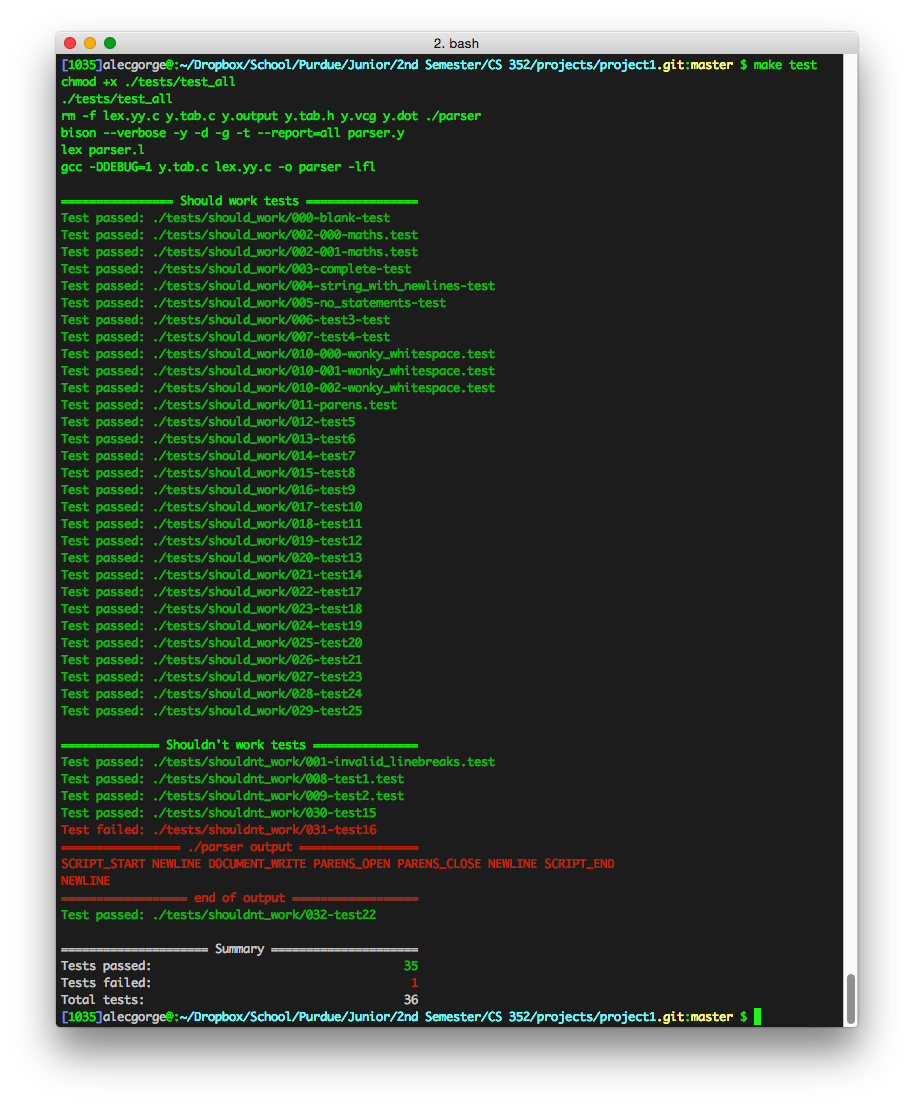 2. bash
[1035]alecgorge@:~/Dropbox/School/Purdue/Junior/2nd Semester/CS 352/projects/project1.git:master $ make test
chmod +x ./tests/test_all
./tests/test_all
rm -f lex.yy.c y.tab.c y.output y.tab.h y.vcg y.dot ./parser
bison --verbose -y -d -g -t --report=all parser.y
lex parser.l
gcc -DDEBUG=1 y.tab.c lex.yy.c -o parser -lfl
================ Should work tests ================
Test passed: ./tests/should_work/000-blank-test
Test passed: ./tests/should_work/002-000-maths.test
Test passed: ./tests/should_work/002-001-maths.test
Test passed: ./tests/should_work/003-complete-test
Test passed: ./tests/should_work/004-string_with_newlines-test
Test passed: ./tests/should_work/005-no_statements-test
Test passed: ./tests/should_work/006-test3-test
Test passed: ./tests/should_work/007-test4-test
Test passed: ./tests/should_work/010-000-wonky_whitespace.test
Test passed: ./tests/should_work/010-001-wonky_whitespace.test
Test passed: ./tests/should_work/010-002-wonky_whitespace.test
Test passed: ./tests/should_work/011-parens.test
Test passed: ./tests/should_work/012-test5
Test passed: ./tests/should_work/013-test6
Test passed: ./tests/should_work/014-test7
Test passed: ./tests/should_work/015-test8
Test passed: ./tests/should_work/016-test9
Test passed: ./tests/should_work/017-test10
Test passed: ./tests/should_work/018-test11
Test passed: ./tests/should_work/019-test12
Test passed: ./tests/should_work/020-test13
Test passed: ./tests/should_work/021-test14
Test passed: ./tests/should_work/022-test17
Test passed: ./tests/should_work/023-test18
Test passed: ./tests/should_work/024-test19
Test passed: ./tests/should_work/025-test20
Test passed: ./tests/should_work/026-test21
Test passed: ./tests/should_work/027-test23
Test passed: ./tests/should_work/028-test24
Test passed: ./tests/should_work/029-test25
============== Shouldn't work tests ===============
Test passed: ./tests/shouldnt_work/001-invalid_linebreaks.test
Test passed: ./tests/shouldnt_work/008-test1.test
Test passed: ./tests/shouldnt_work/009-test2.test
Test passed: ./tests/shouldnt_work/030-test15
Test failed: ./tests/shouldnt_work/031-test16
================= ./parser output =================
SCRIPT_START NEWLINE DOCUMENT_WRITE PARENS_OPEN PARENS_CLOSE NEWLINE SCRIPT_END
NEWLINE
================== end of output ==================
Test passed: ./tests/shouldnt_work/032-test22
===================== Summary =====================
Tests passed: 35
Tests failed: 1
Total tests: 36
[1035]alecgorge@:~/Dropbox/School/Purdue/Junior/2nd Semester/CS 352/projects/project1.git:master $